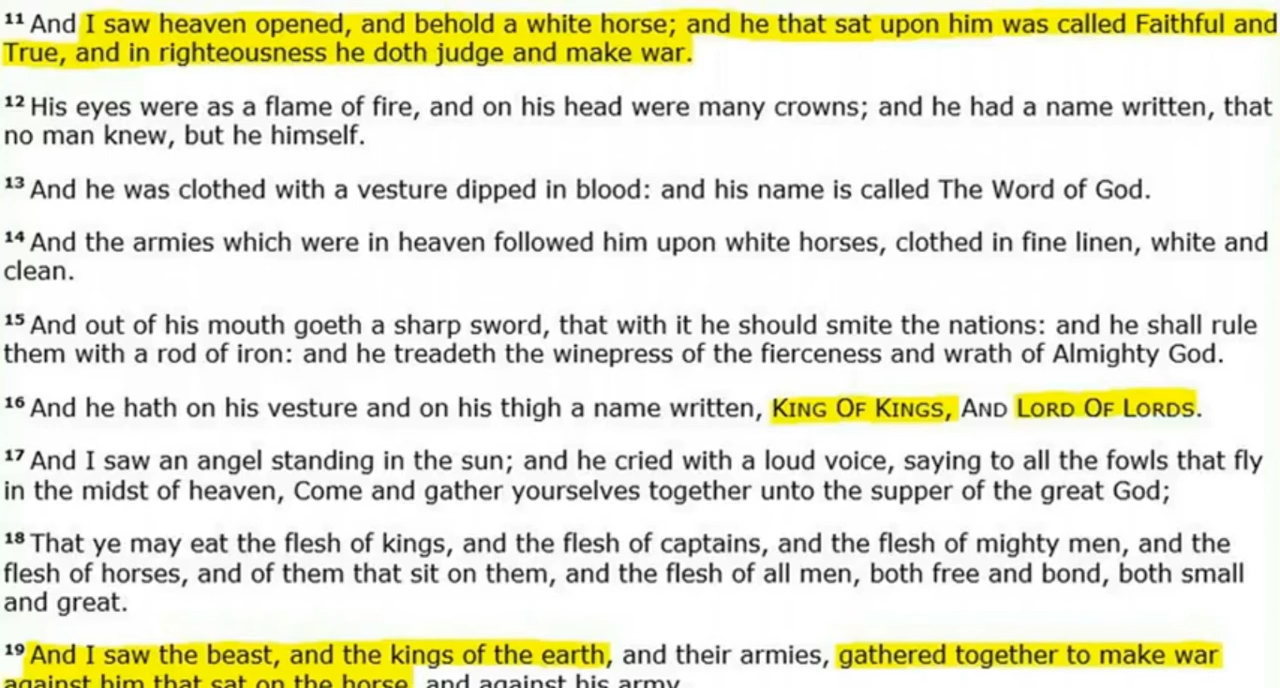 11 And I saw heaven opened, and behold a white horse; and he that sat upon him was called Faithful and
True, and in righteousness he doth judge and make war.
12 His eyes were as a flame of fire, and on his head were many crowns; and he had a name written, that
no man knew, but he himself.
13 And he was clothed with a vesture dipped in blood: and his name is called The Word of God.
14 And the armies which were in heaven followed him upon white horses, clothed in fine linen, white and
clean.
15 And out of his mouth goeth a sharp sword, that with it he should smite the nations: and he shall rule
them with a rod of iron: and he treadeth the winepress of the fierceness and wrath of Almighty God.
16 And he hath on his vesture and on his thigh a name written, KING OF KINGS, AND LORD OF LORDS.
17 And I saw an angel standing in the sun; and he cried with a loud voice, saying to all the fowls that fly
in the midst of heaven, Come and gather yourselves together unto the supper of the great God;
18 That ye may eat the flesh of kings, and the flesh of captains, and the flesh of mighty men, and the
flesh of horses, and of them that sit on them, and the flesh of all men, both free and bond, both small
and great.
19 And I saw the beast, and the kings of the earth, and their armies, gathered together to make war
against him that sat on the horse, and against his army.